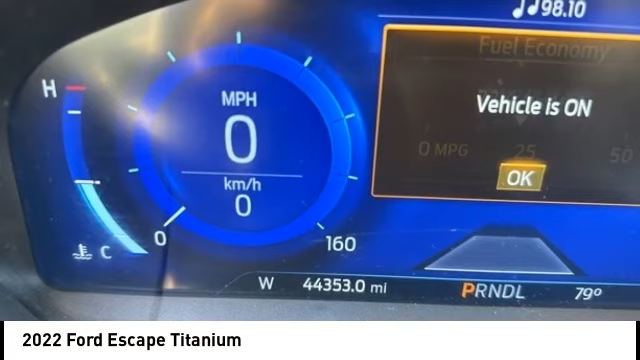 ♫ 98.10
Fuel Economy
H
MPH
0
km/h
0
Vehicle is ON
0 MPG 25 50
OK
0
160
C
W 44353.0 mi PRNDL 79°
2022 Ford Escape Titanium